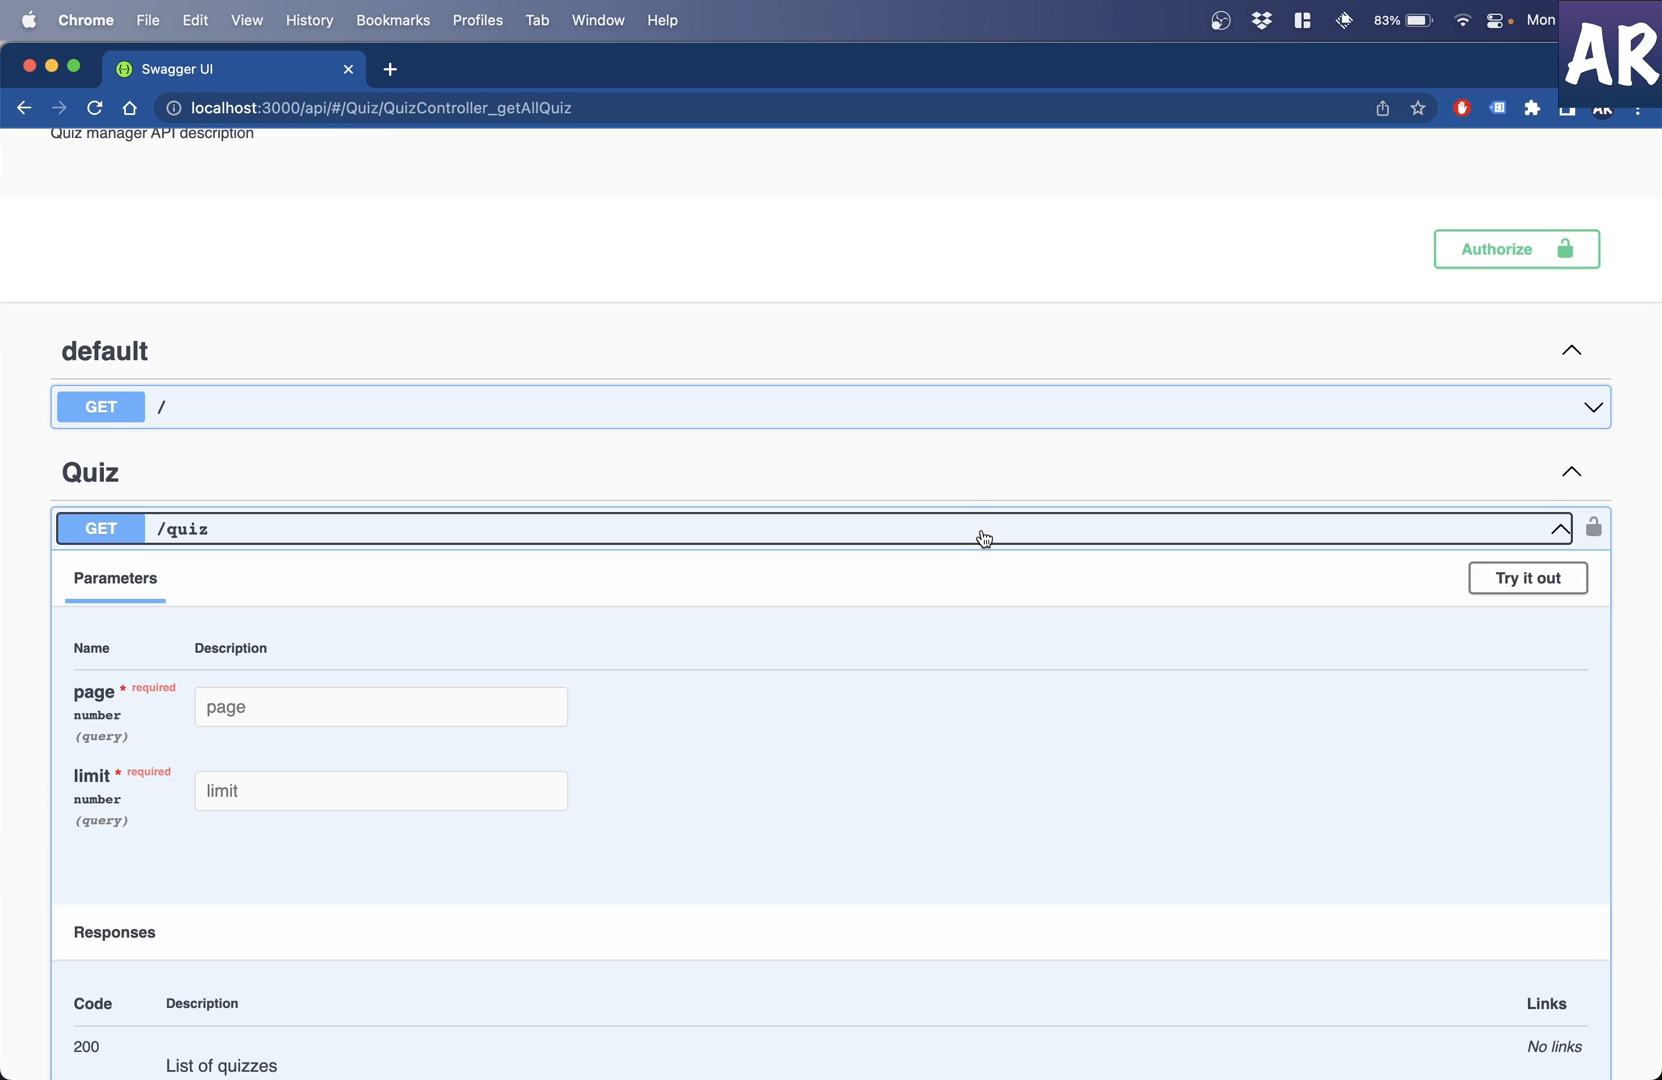 Chrome File Edit View History Bookmarks Profiles Tab Window Help 83% Mon
AR
Swagger UI
localhost:3000/api/#/Quiz/QuizController_getAllQuiz
AR
Quiz manager API description
Authorize
default
GET /
Quiz
GET /quiz
Parameters
Try it out
Name Description
page * required
page
number
(query)
limit * required
limit
number
(query)
Responses
Code Description Links
200 No links
List of quizzes